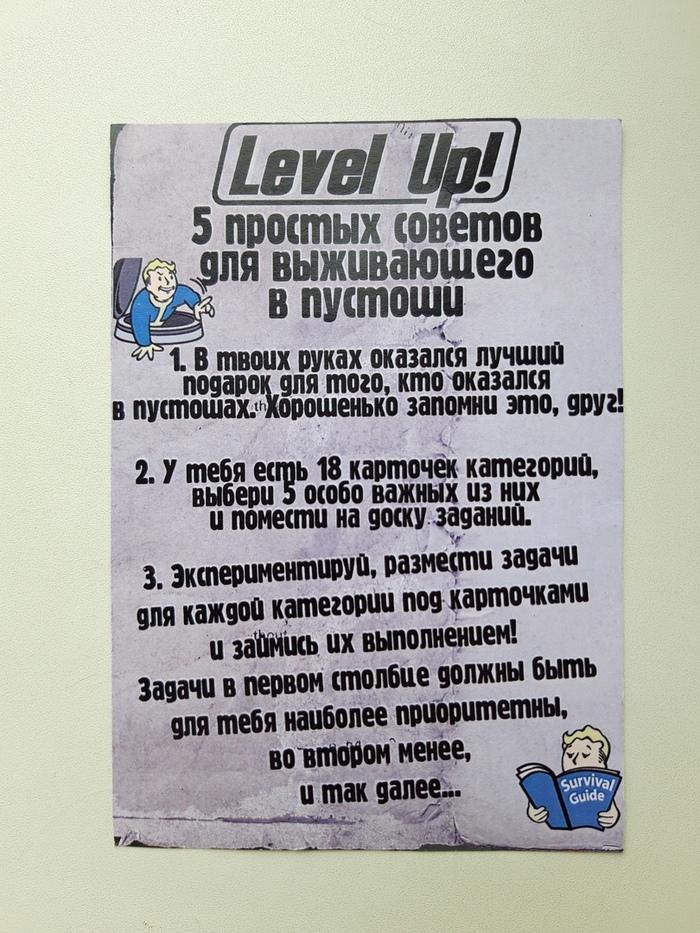 Level Up!
5 простых советов
для выживающего
в пустоши
1. В твоих руках оказался лучший
подарок для того, кто оказался
в пустошах. Хорошенько запомни это, друг!
2. У тебя есть 18 карточек категорий,
выбери 5 особо важных из них
и помести на доску заданий.
3. Экспериментируй, размести задачи
для каждой категории под карточками
и займись их выполнением!
Задачи в первом столбце должны быть
для тебя наиболее приоритетны,
во втором менее,
и так далее...
Survival
Guide